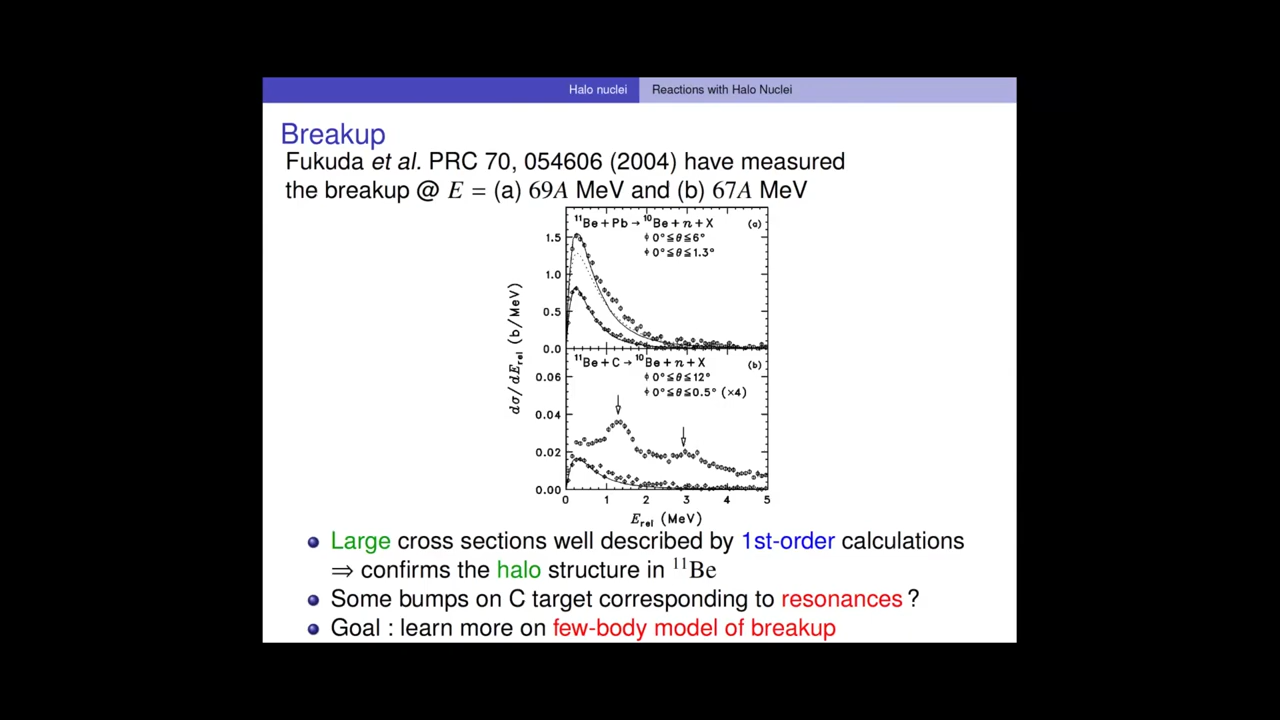 Halo nuclei Reactions with Halo Nuclei
Breakup
Fukuda et al. PRC 70, 054606 (2004) have measured
the breakup @ E = (a) 69A MeV and (b) 67A MeV
¹¹Be + Pb → ¹⁰Be + n + X (a)
0° ≤ θ ≤ 6°
0° ≤ θ ≤ 1.3°
1.5
1.0
0.5
0.0
dσ/dE_rel (b/MeV)
¹¹Be + C → ¹⁰Be + n + X (b)
0° ≤ θ ≤ 12°
0° ≤ θ ≤ 0.5° (×4)
0.06
0.04
0.02
0.00
0 1 2 3 4 5
E_rel (MeV)
Large cross sections well described by 1st-order calculations
⇒ confirms the halo structure in ¹¹Be
Some bumps on C target corresponding to resonances ?
Goal : learn more on few-body model of breakup